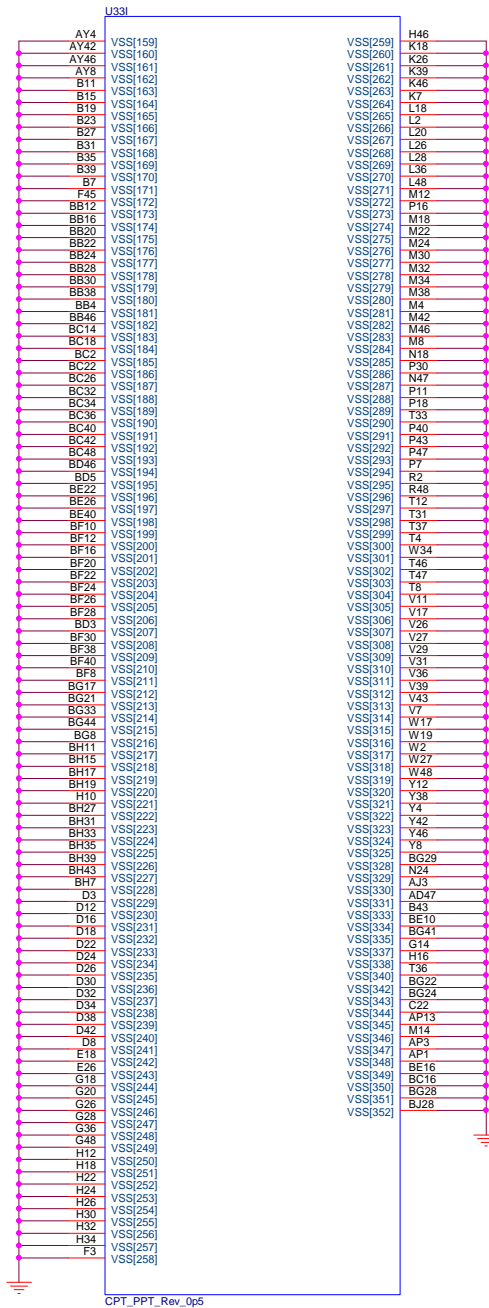 U33I
AY4 VSS[159] VSS[259] H46
AY42 VSS[160] VSS[260] K18
AY46 VSS[161] VSS[261] K26
AY8 VSS[162] VSS[262] K39
B11 VSS[163] VSS[263] K46
B15 VSS[164] VSS[264] K7
B19 VSS[165] VSS[265] L18
B23 VSS[166] VSS[266] L2
B27 VSS[167] VSS[267] L20
B31 VSS[168] VSS[268] L26
B35 VSS[169] VSS[269] L28
B39 VSS[170] VSS[270] L36
B7 VSS[171] VSS[271] L48
F45 VSS[172] VSS[272] M12
BB12 VSS[173] VSS[273] P16
BB16 VSS[174] VSS[274] M18
BB20 VSS[175] VSS[275] M22
BB22 VSS[176] VSS[276] M24
BB24 VSS[177] VSS[277] M30
BB28 VSS[178] VSS[278] M32
BB30 VSS[179] VSS[279] M34
BB38 VSS[180] VSS[280] M38
BB4 VSS[181] VSS[281] M4
BB46 VSS[182] VSS[282] M42
BC14 VSS[183] VSS[283] M46
BC18 VSS[184] VSS[284] M8
BC2 VSS[185] VSS[285] N18
BC22 VSS[186] VSS[286] P30
BC26 VSS[187] VSS[287] N47
BC32 VSS[188] VSS[288] P11
BC34 VSS[189] VSS[289] P18
BC36 VSS[190] VSS[290] T33
BC40 VSS[191] VSS[291] P40
BC42 VSS[192] VSS[292] P43
BC48 VSS[193] VSS[293] P47
BD46 VSS[194] VSS[294] P7
BD5 VSS[195] VSS[295] R2
BE22 VSS[196] VSS[296] R48
BE26 VSS[197] VSS[297] T12
BE40 VSS[198] VSS[298] T31
BF10 VSS[199] VSS[299] T37
BF12 VSS[200] VSS[300] T4
BF16 VSS[201] VSS[301] W34
BF20 VSS[202] VSS[302] T46
BF22 VSS[203] VSS[303] T47
BF24 VSS[204] VSS[304] T8
BF26 VSS[205] VSS[305] V11
BF28 VSS[206] VSS[306] V17
BD3 VSS[207] VSS[307] V26
BF30 VSS[208] VSS[308] V27
BF38 VSS[209] VSS[309] V29
BF40 VSS[210] VSS[310] V31
BF8 VSS[211] VSS[311] V36
BG17 VSS[212] VSS[312] V39
BG21 VSS[213] VSS[313] V43
BG33 VSS[214] VSS[314] V7
BG44 VSS[215] VSS[315] W17
BG8 VSS[216] VSS[316] W19
BH11 VSS[217] VSS[317] W2
BH15 VSS[218] VSS[318] W27
BH17 VSS[219] VSS[319] W48
BH19 VSS[220] VSS[320] Y12
H10 VSS[221] VSS[321] Y38
BH27 VSS[222] VSS[322] Y4
BH31 VSS[223] VSS[323] Y42
BH33 VSS[224] VSS[324] Y46
BH35 VSS[225] VSS[325] Y8
BH39 VSS[226] VSS[328] BG29
BH43 VSS[227] VSS[329] N24
BH7 VSS[228] VSS[330] AJ3
D3 VSS[229] VSS[331] AD47
D12 VSS[230] VSS[333] B43
D16 VSS[231] VSS[334] BE10
D18 VSS[232] VSS[335] BG41
D22 VSS[233] VSS[337] G14
D24 VSS[234] VSS[338] H16
D26 VSS[235] VSS[340] T36
D30 VSS[236] VSS[342] BG22
D32 VSS[237] VSS[343] BG24
D34 VSS[238] VSS[344] C22
D38 VSS[239] VSS[345] AP13
D42 VSS[240] VSS[346] M14
D8 VSS[241] VSS[347] AP3
E18 VSS[242] VSS[348] AP1
E26 VSS[243] VSS[349] BE16
G18 VSS[244] VSS[350] BC16
G20 VSS[245] VSS[351] BG28
G26 VSS[246] VSS[352] BJ28
G28 VSS[247]
G36 VSS[248]
G48 VSS[249]
H12 VSS[250]
H18 VSS[251]
H22 VSS[252]
H24 VSS[253]
H26 VSS[254]
H30 VSS[255]
H32 VSS[256]
H34 VSS[257]
F3 VSS[258]
CPT_PPT_Rev_0p5